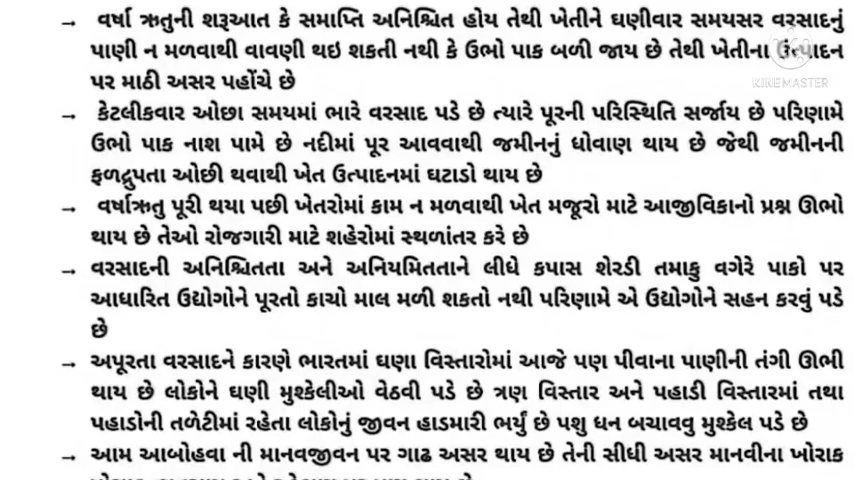 → વર્ષા ઋતુની શરૂઆત કે સમાપ્તિ અનિશ્ચિત હોય તેથી ખેતીને ઘણીવાર સમયસર વરસાદનું
પાણી ન મળવાથી વાવણી થઇ શકતી નથી કે ઉભો પાક બળી જાય છે તેથી ખેતીના ઉત્પાદન
પર માઠી અસર પહોંચે છે
KINEMASTER
→ કેટલીકવાર ઓછા સમયમાં ભારે વરસાદ પડે છે ત્યારે પૂરની પરિસ્થિતિ સર્જાય છે પરિણામે
ઉભો પાક નાશ પામે છે નદીમાં પૂર આવવાથી જમીનનું ધોવાણ થાય છે જેથી જમીનની
ફળદ્રુપતા ઓછી થવાથી ખેત ઉત્પાદનમાં ઘટાડો થાય છે
→ વર્ષાઋતુ પૂરી થયા પછી ખેતરોમાં કામ ન મળવાથી ખેત મજૂરો માટે આજીવિકાનો પ્રશ્ન ઊભો
થાય છે તેઓ રોજગારી માટે શહેરોમાં સ્થળાંતર કરે છે
→ વરસાદની અનિશ્ચિતતા અને અનિયમિતતાને લીધે કપાસ શેરડી તમાકુ વગેરે પાકો પર
આધારિત ઉદ્યોગોને પૂરતો કાચો માલ મળી શકતો નથી પરિણામે એ ઉદ્યોગોને સહન કરવું પડે
છે
→ અપૂરતા વરસાદને કારણે ભારતમાં ઘણા વિસ્તારોમાં આજે પણ પીવાના પાણીની તંગી ઊભી
થાય છે લોકોને ઘણી મુશ્કેલીઓ વેઠવી પડે છે ત્રણ વિસ્તાર અને પહાડી વિસ્તારમાં તથા
પહાડોની તળેટીમાં રહેતા લોકોનું જીવન હાડમારી ભર્યું છે પશુ ધન બચાવવુ મુશ્કેલ પડે છે
→ આમ આબોહવા ની માનવજીવન પર ગાઢ અસર થાય છે તેની સીધી અસર માનવીના ખોરાક